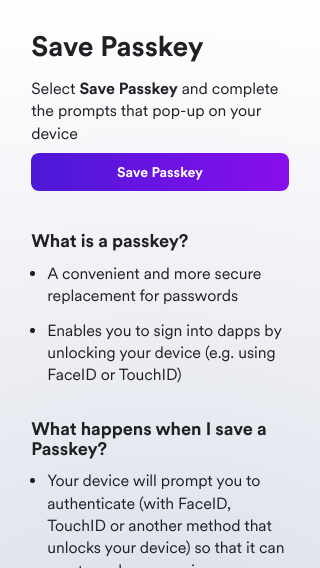 Save Passkey
Select Save Passkey and complete
the prompts that pop-up on your
device
Save Passkey
What is a passkey?
• A convenient and more secure
replacement for passwords
• Enables you to sign into dapps by
unlocking your device (e.g. using
FaceID or TouchID)
What happens when I save a
Passkey?
• Your device will prompt you to
authenticate (with FaceID,
TouchID or another method that
unlocks your device) so that it can